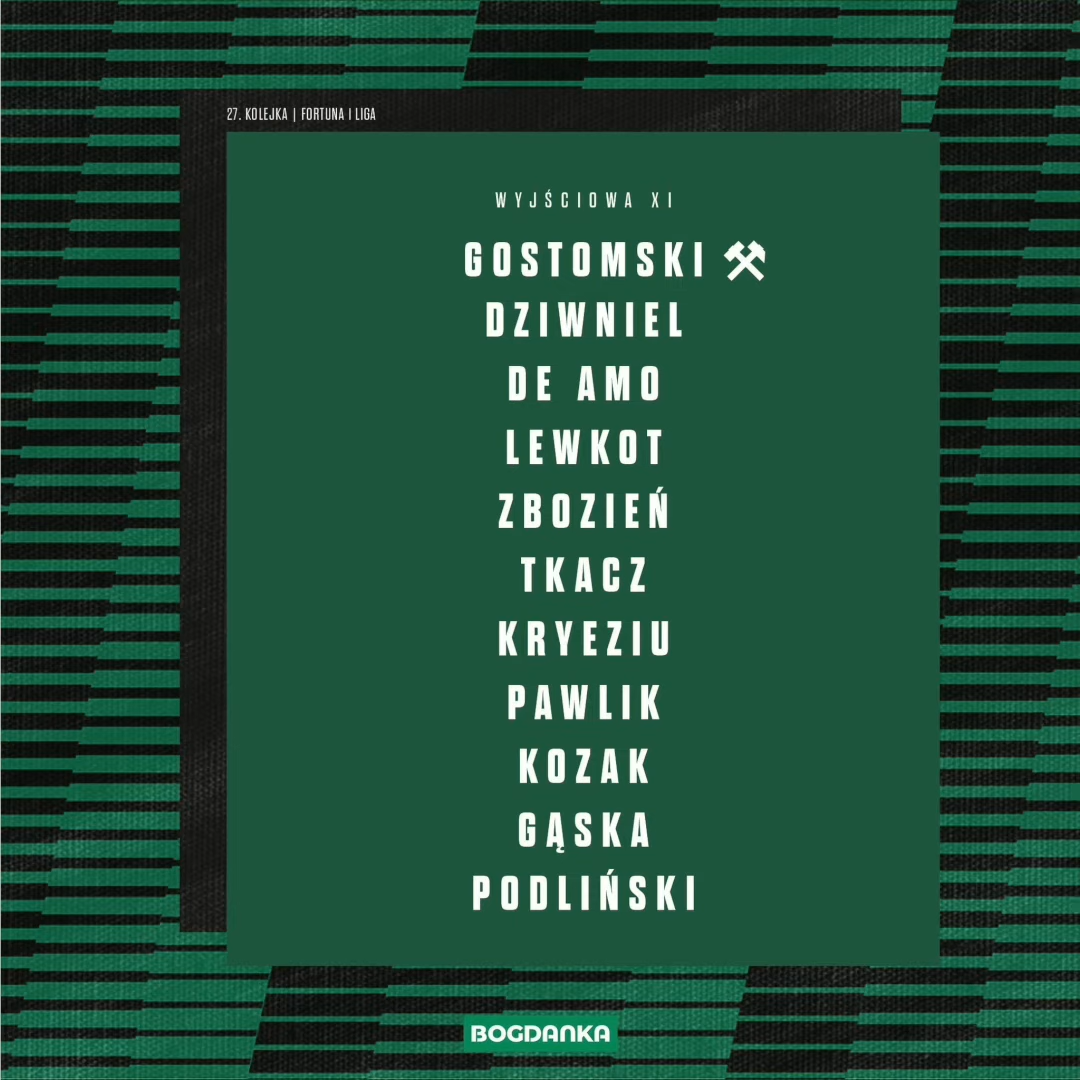 27. KOLEJKA | FORTUNA I LIGA
WYJŚCIOWA XI
GOSTOMSKI
DZIWNIEL
DE AMO
LEWKOT
ZBOZIEŃ
TKACZ
KRYEZIU
PAWLIK
KOZAK
GĄSKA
PODLIŃSKI
BOGDANKA